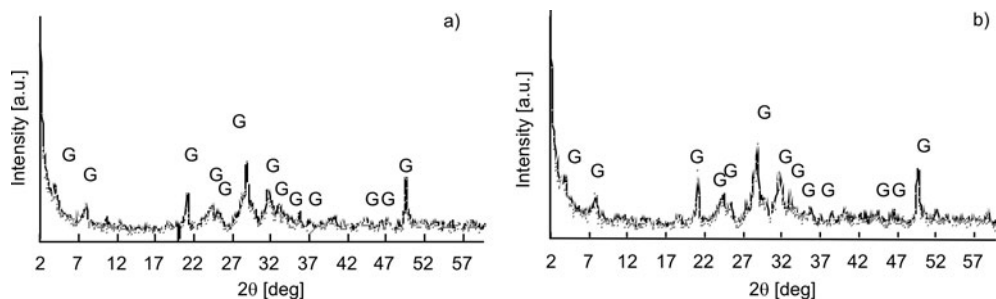 a)
Intensity [a.u.]
G G G G G G G G G G G G G G
2 7 12 17 22 27 32 37 42 47 52 57
2θ [deg]
b)
Intensity [a.u.]
G G G G G G G G G G G G G G
2 7 12 17 22 27 32 37 42 47 52 57
2θ [deg]